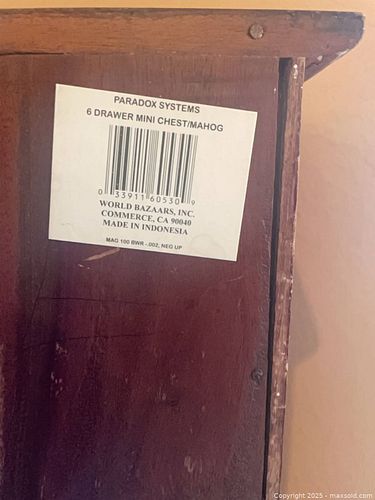 PARADOX SYSTEMS
6 DRAWER MINI CHEST/MAHOG
0 33911 60530 9
WORLD BAZAARS, INC.
COMMERCE, CA 90040
MADE IN INDONESIA
MAG 100 BWR -.002, NEG UP
Copyright 2025 - maxsold.com